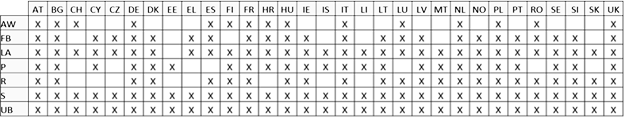 AT BG CH CY CZ DE DK EE EL ES FI FR HR HU IE IS IT LI LT LU LV MT NL NO PL PT RO SE SI SK UK
AW X X X X X X X X X X X X X X X
FB X X X X X X X X X X X X X X X X X X X X X X X X
LA X X X X X X X X X X X X X X X X X X X X X X X X X X X X X X
P X X X X X X X X X X X X X X X X X X X X X
R X X X X X X X X X X X X X X X X X X X X X X
S X X X X X X X X X X X X X X X X X X X X X X X X X X X X X X X
UB X X X X X X X X X X X X X X X X X X X X X X X X X X X X X X